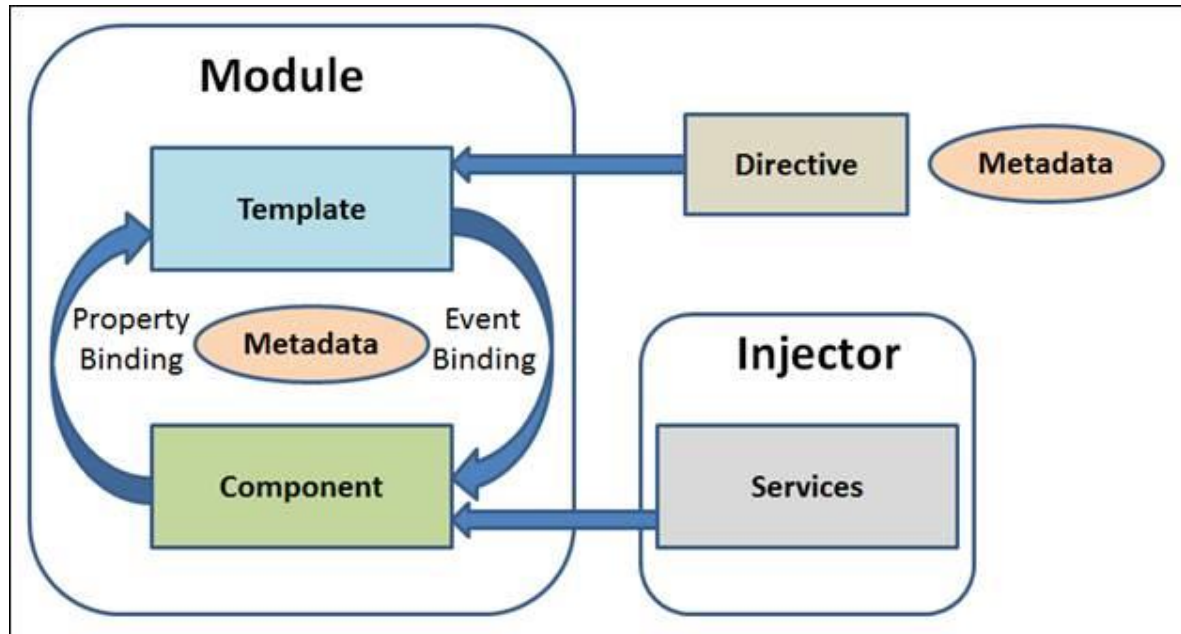 Module
Template
Directive
Metadata
Property
Binding
Metadata
Event
Binding
Injector
Component
Services